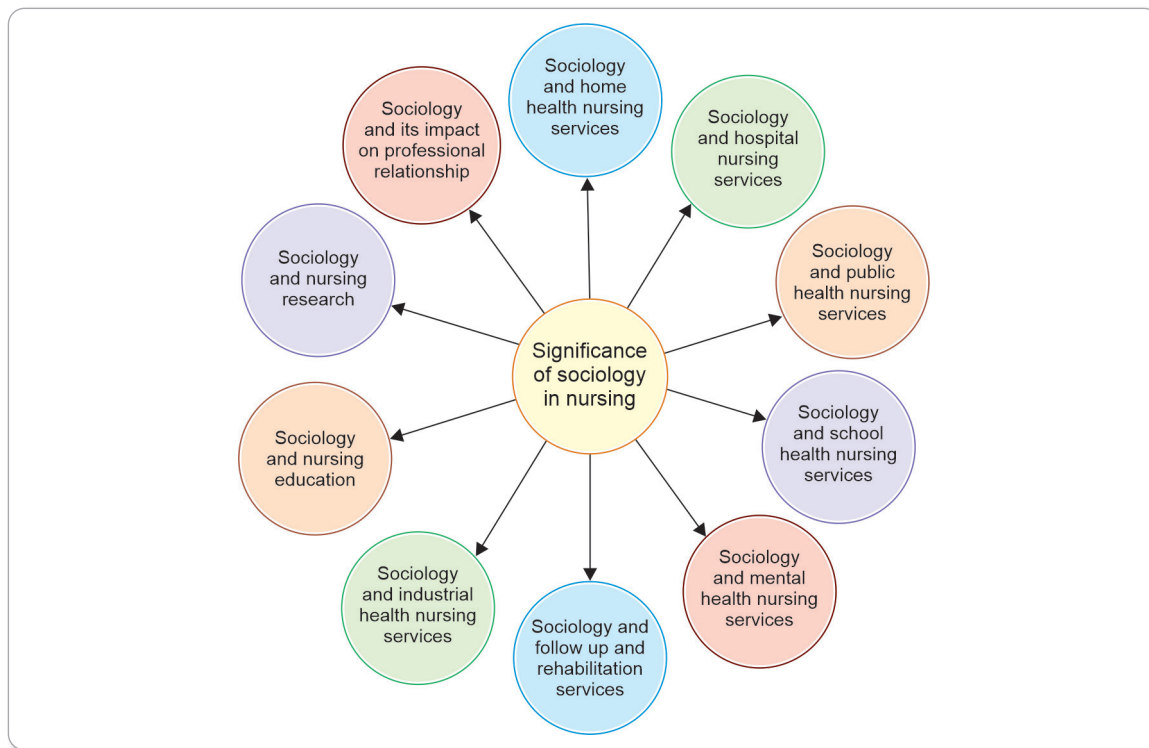 Significance
of sociology
in nursing
Sociology
and home
health nursing
services
Sociology
and hospital
nursing
services
Sociology
and public
health nursing
services
Sociology
and school
health nursing
services
Sociology
and mental
health nursing
services
Sociology and
follow up and
rehabilitation
services
Sociology
and industrial
health nursing
services
Sociology
and nursing
education
Sociology
and nursing
research
Sociology
and its impact
on professional
relationship